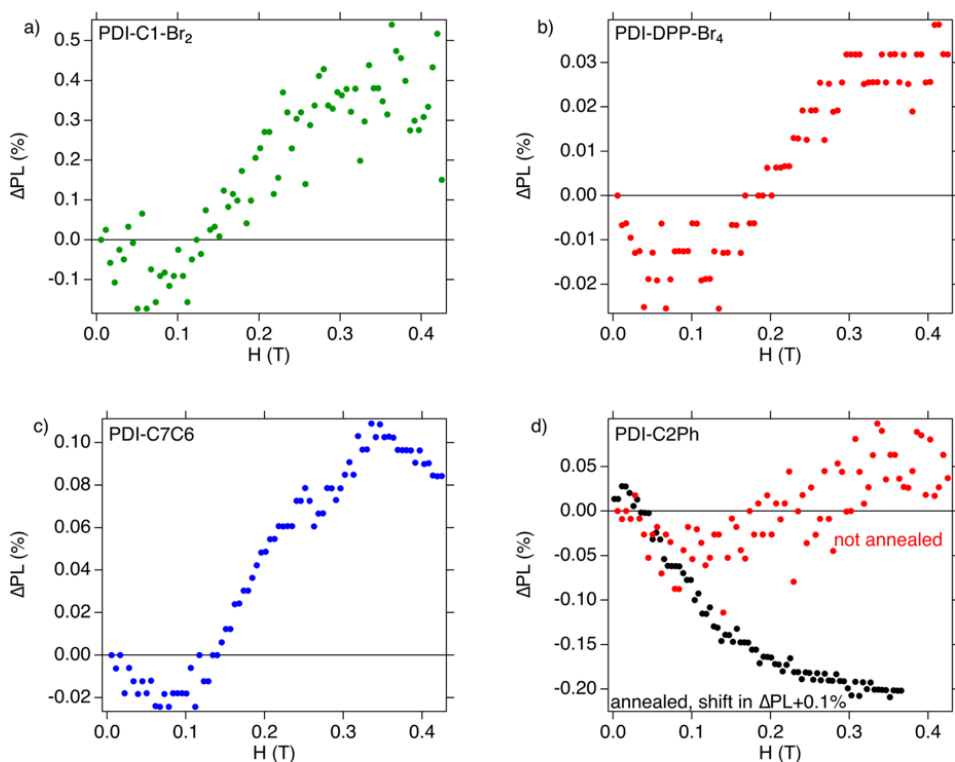 a)
PDI-C1-Br2
ΔPL (%)
0.5
0.4
0.3
0.2
0.1
0.0
-0.1
0.0 0.1 0.2 0.3 0.4
H (T)
b)
PDI-DPP-Br4
ΔPL (%)
0.03
0.02
0.01
0.00
-0.01
-0.02
0.0 0.1 0.2 0.3 0.4
H (T)
c)
PDI-C7C6
ΔPL (%)
0.10
0.08
0.06
0.04
0.02
0.00
-0.02
0.0 0.1 0.2 0.3 0.4
H (T)
d)
PDI-C2Ph
ΔPL (%)
0.05
0.00
-0.05
-0.10
-0.15
-0.20
not annealed
annealed, shift in ΔPL+0.1%
0.0 0.1 0.2 0.3 0.4
H (T)